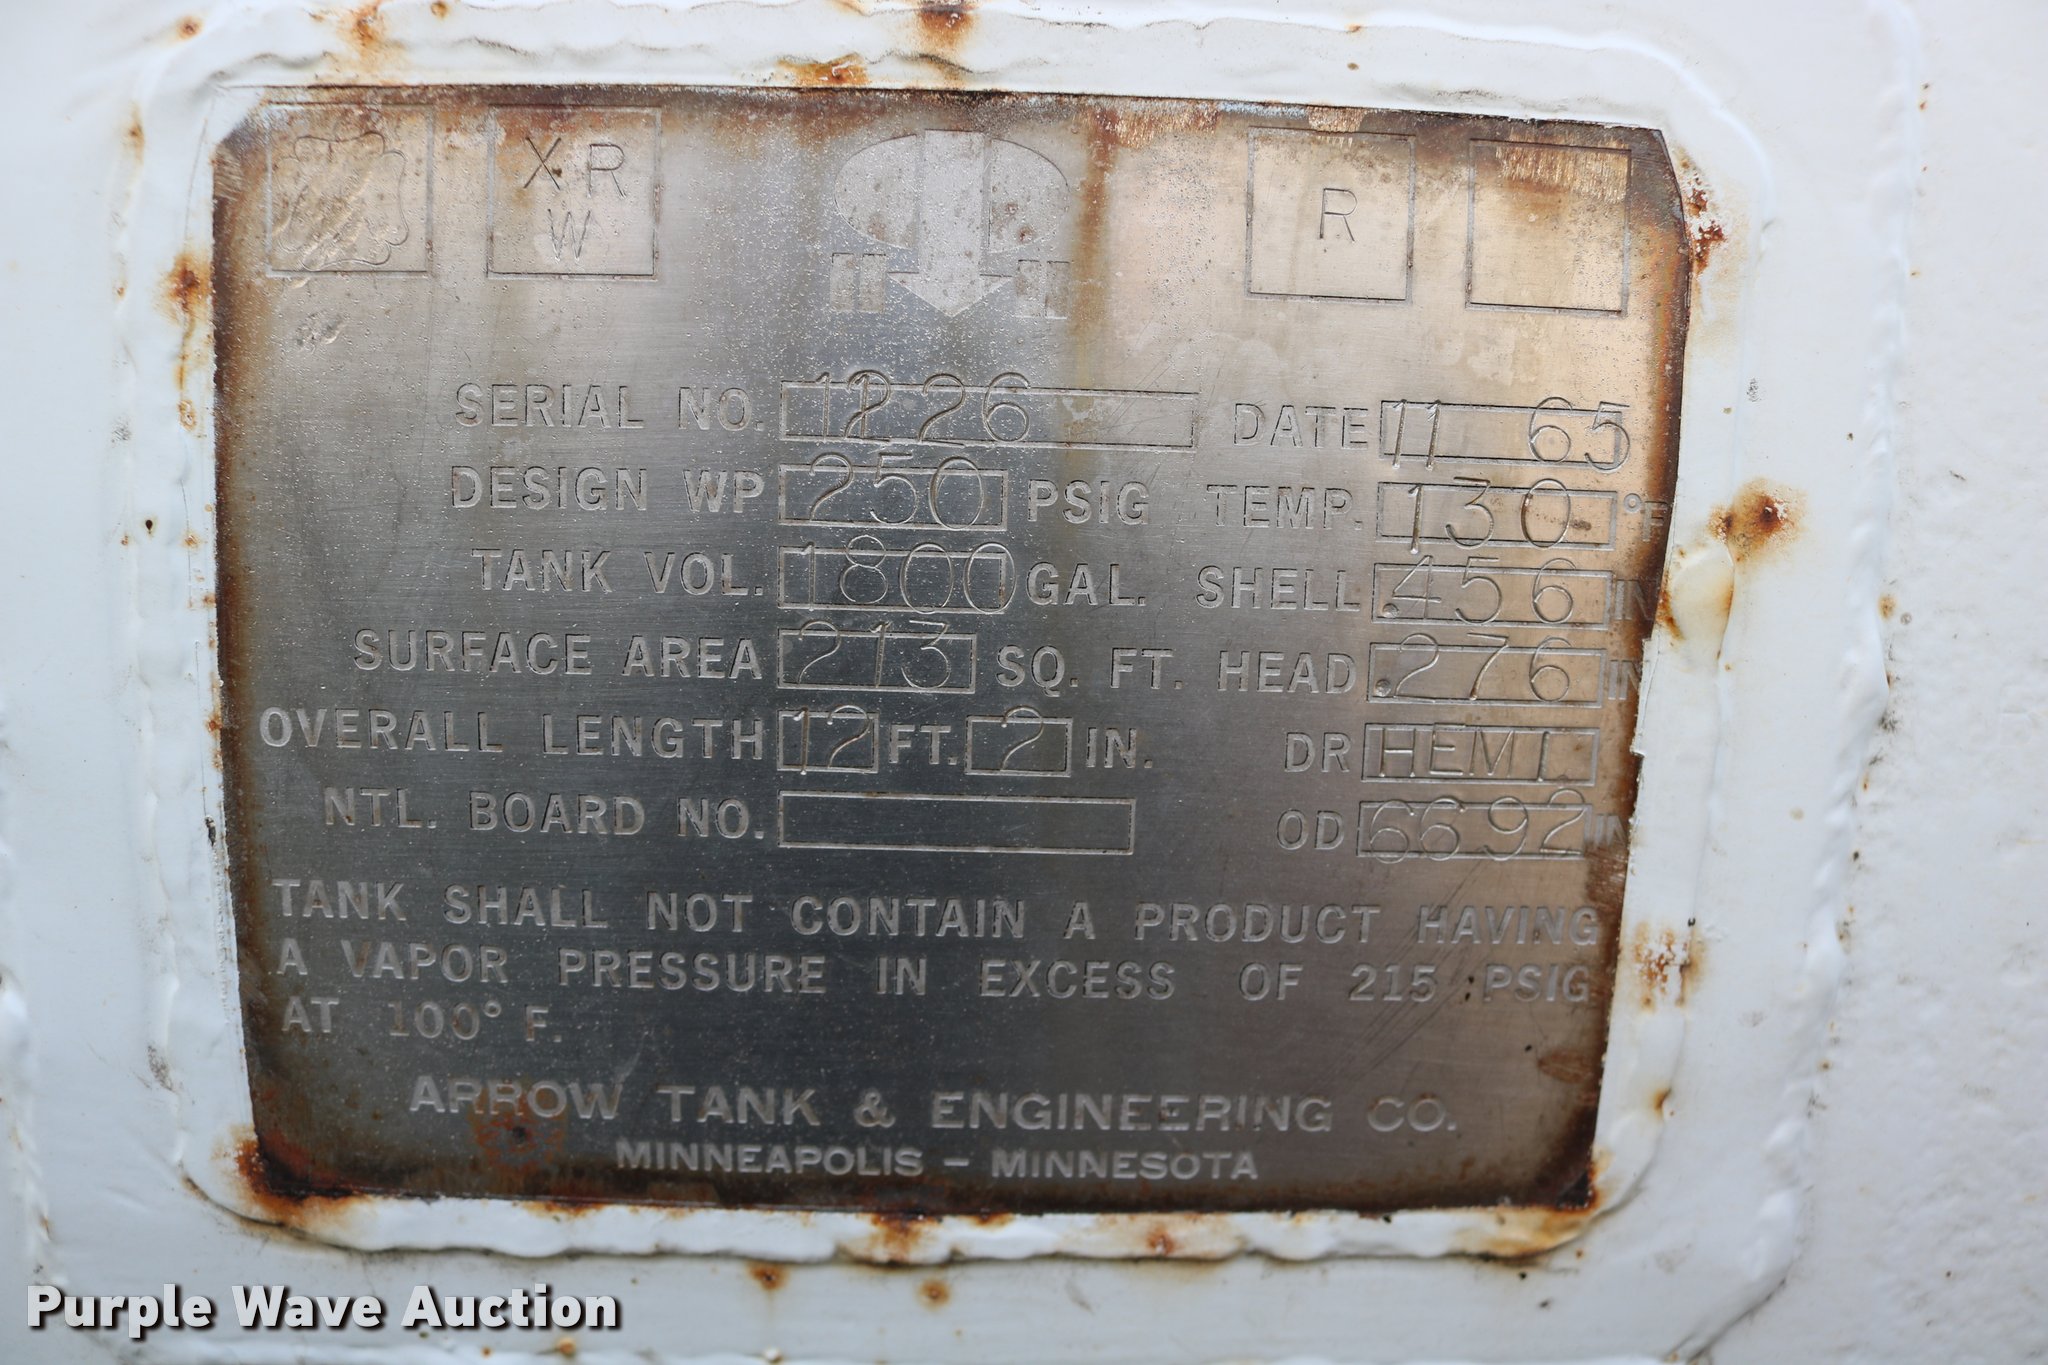 XR
W
R
SERIAL NO. 1226 DATE 11 65
DESIGN WP 250 PSIG TEMP. 130 °F
TANK VOL. 1800 GAL. SHELL .456 IN
SURFACE AREA 213 SQ. FT. HEAD .276 IN
OVERALL LENGTH 12 FT. 2 IN. DR HEMI
NTL. BOARD NO. OD 6692 IN
TANK SHALL NOT CONTAIN A PRODUCT HAVING
A VAPOR PRESSURE IN EXCESS OF 215 PSIG
AT 100° F.
ARROW TANK & ENGINEERING CO.
MINNEAPOLIS - MINNESOTA
Purple Wave Auction